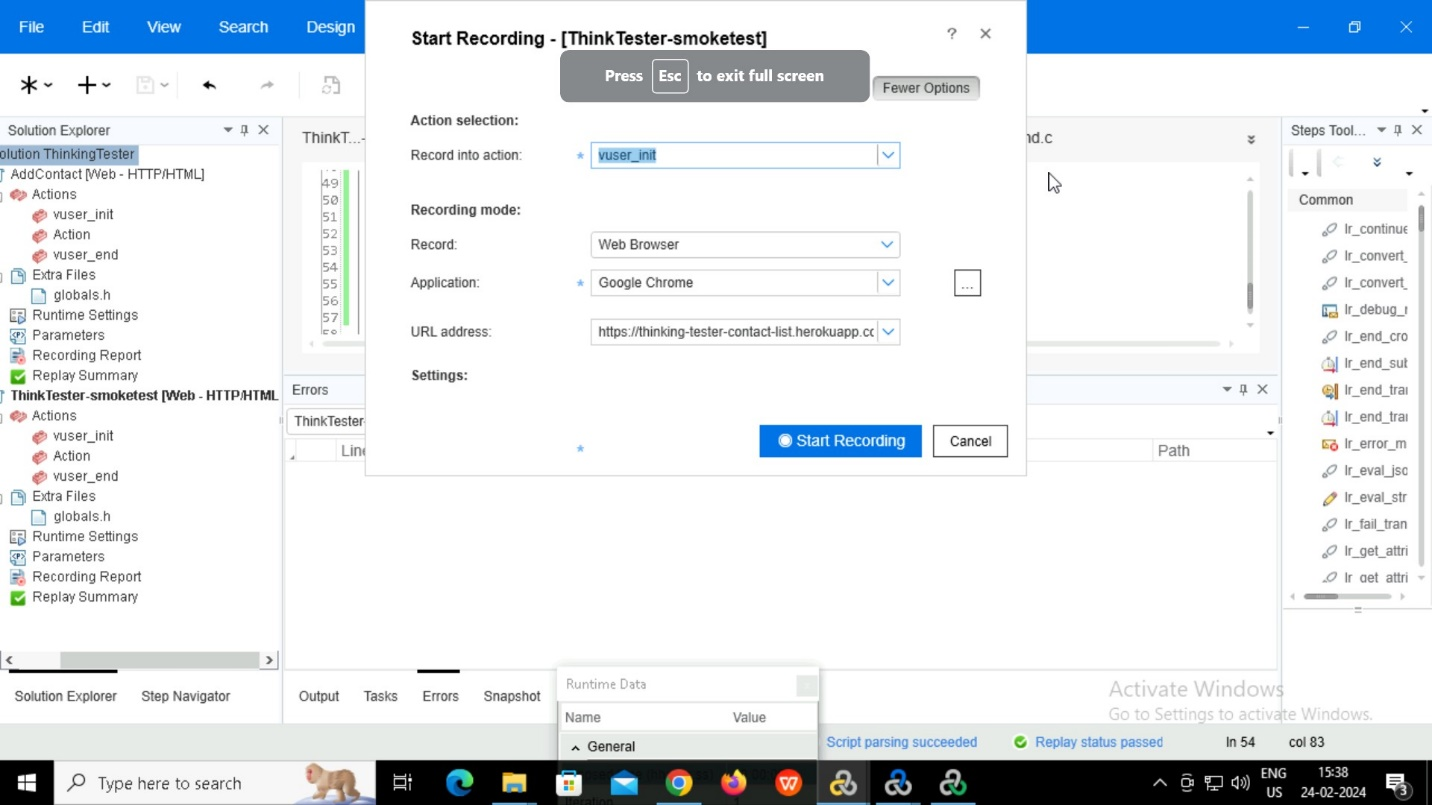 File Edit View Search Design
Start Recording - [ThinkTester-smoketest]
?
Press Esc to exit full screen
Fewer Options
Action selection:
Record into action: * vuser_init
Recording mode:
Record: Web Browser
Application: * Google Chrome ...
URL address: https://thinking-tester-contact-list.herokuapp.cc
Settings:
*
Start Recording Cancel
Solution Explorer
olution ThinkingTester
AddContact [Web - HTTP/HTML]
Actions
vuser_init
Action
vuser_end
Extra Files
globals.h
Runtime Settings
Parameters
Recording Report
Replay Summary
ThinkTester-smoketest [Web - HTTP/HTML
Actions
vuser_init
Action
vuser_end
Extra Files
globals.h
Runtime Settings
Parameters
Recording Report
Replay Summary
ThinkT...-
nd.c
49
50
51
52
53
54
55
56
57
Errors
ThinkTester-
Line
Path
Steps Tool...
Common
lr_continue
lr_convert_
lr_convert_
lr_debug_r
lr_end_cro
lr_end_sub
lr_end_trar
lr_end_trar
lr_error_m
lr_eval_jsc
lr_eval_str
lr_fail_tran
lr_get_attri
lr_get_attri
Solution Explorer Step Navigator
Output Tasks Errors Snapshot
Runtime Data
Name Value
General
Iteration 1
Activate Windows
Go to Settings to activate Windows.
Script parsing succeeded Replay status passed ln 54 col 83
Type here to search
ENG
US
15:38
24-02-2024
3